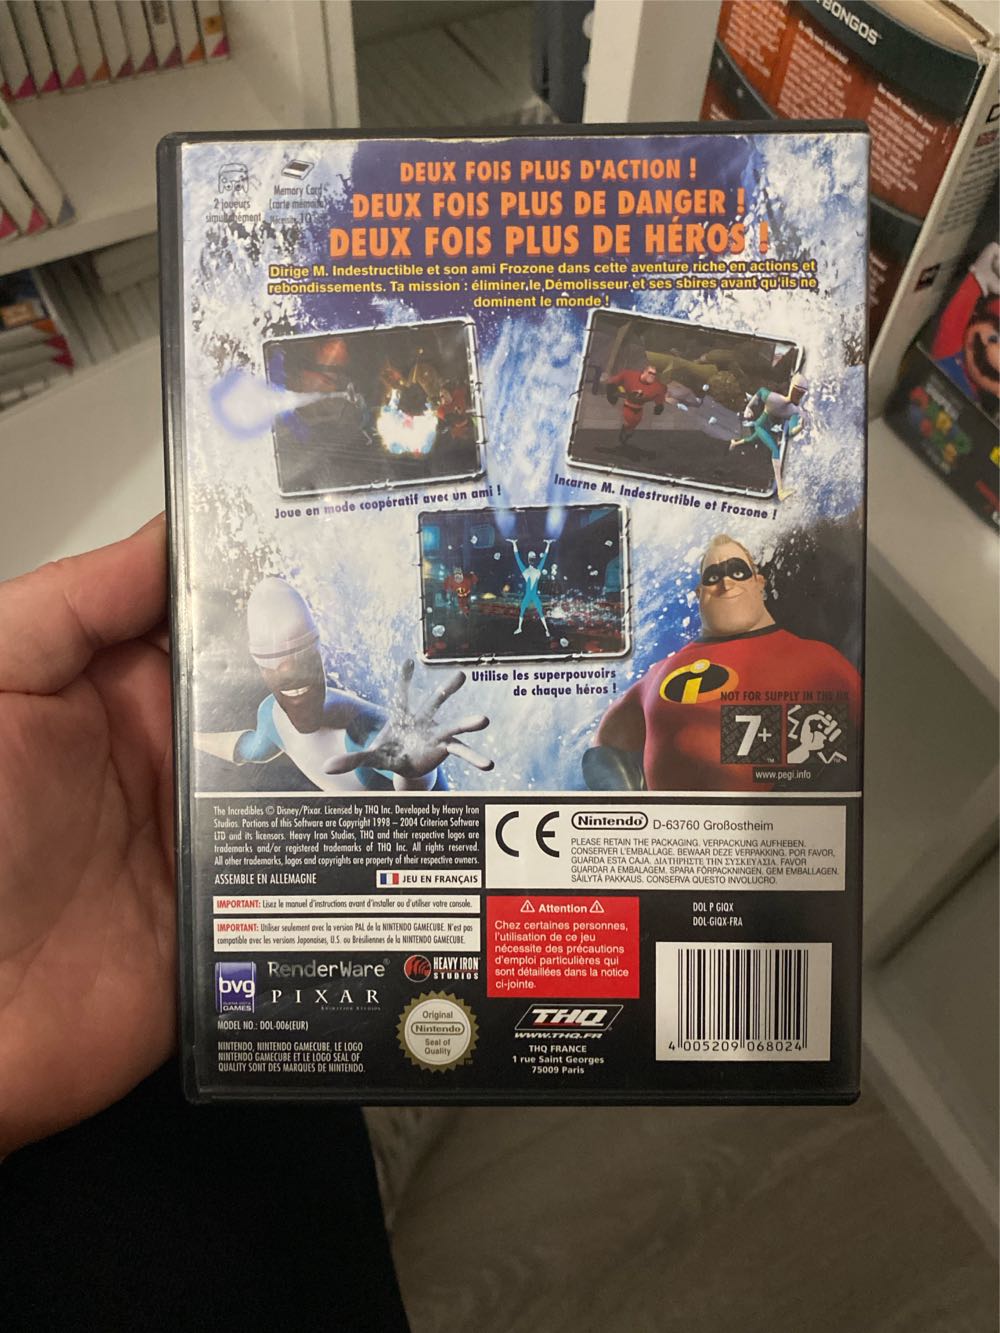 BONGOS
DEUX FOIS PLUS D'ACTION !
DEUX FOIS PLUS DE DANGER !
DEUX FOIS PLUS DE HÉROS !
2 joueurs
simultanément
Memory Card
(carte mémoire)
10
Dirige M. Indestructible et son ami Frozone dans cette aventure riche en actions et
rebondissements. Ta mission : éliminer le Démolisseur et ses sbires avant qu'ils ne
dominent le monde !
Joue en mode coopératif avec un ami !
Incarne M. Indestructible et Frozone !
Utilise les superpouvoirs
de chaque héros !
NOT FOR SUPPLY IN THE UK
7+
www.pegi.info
The Incredibles © Disney/Pixar. Licensed by THQ Inc. Developed by Heavy Iron
Studios. Portions of this Software are Copyright 1998 – 2004 Criterion Software
LTD and its licensors. Heavy Iron Studios, THQ and their respective logos are
trademarks and/or registered trademarks of THQ Inc. All rights reserved.
All other trademarks, logos and copyrights are property of their respective owners.
ASSEMBLE EN ALLEMAGNE
JEU EN FRANÇAIS
CE
Nintendo D-63760 Großostheim
PLEASE RETAIN THE PACKAGING. VERPACKUNG AUFHEBEN.
CONSERVER L'EMBALLAGE. BEWAAR DEZE VERPAKKING. POR FAVOR,
GUARDA ESTA CAJA. ΔΙΑΤΗΡΗΣΤΕ ΤΗΝ ΣΥΣΚΕΥΑΣΙΑ. FAVOR
GUARDAR A EMBALAGEM. SPARA FÖRPACKNINGEN. GEM EMBALLAGEN.
SÄILYTÄ PAKKAUS. CONSERVA QUESTO INVOLUCRO.
IMPORTANT: Lisez le manuel d'instructions avant d'installer ou d'utiliser votre console.
IMPORTANT: Utiliser seulement avec la version PAL de la NINTENDO GAMECUBE. N'est pas
compatible avec les versions Japonaises, U.S. ou Brésiliennes de la NINTENDO GAMECUBE.
Attention
Chez certaines personnes,
l'utilisation de ce jeu
nécessite des précautions
d'emploi particulières qui
sont détaillées dans la notice
ci-jointe.
DOL P GIQX
DOL-GIQX-FRA
bvg
BUENA VISTA
GAMES
RenderWare
HEAVY IRON
STUDIOS
PIXAR
ANIMATION STUDIOS
MODEL NO.: DOL-006(EUR)
NINTENDO, NINTENDO GAMECUBE, LE LOGO
NINTENDO GAMECUBE ET LE LOGO SEAL OF
QUALITY SONT DES MARQUES DE NINTENDO.
Original
Nintendo
Seal of
Quality
THQ
WWW.THQ.FR
THQ FRANCE
1 rue Saint Georges
75009 Paris
4 005209 068024